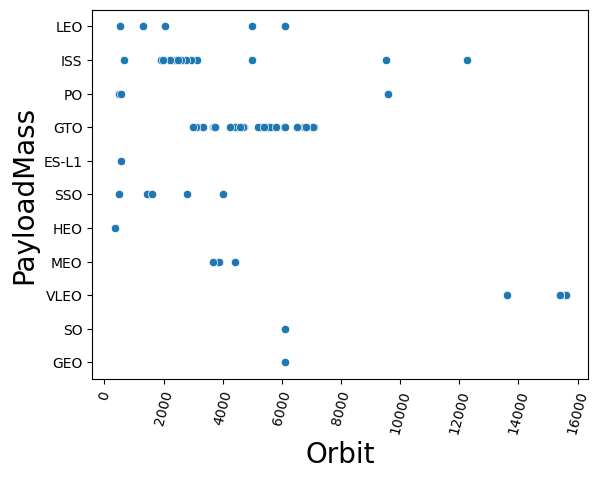 PayloadMass
LEO
ISS
PO
GTO
ES-L1
SSO
HEO
MEO
VLEO
SO
GEO
0
2000
4000
6000
8000
10000
12000
14000
16000
Orbit